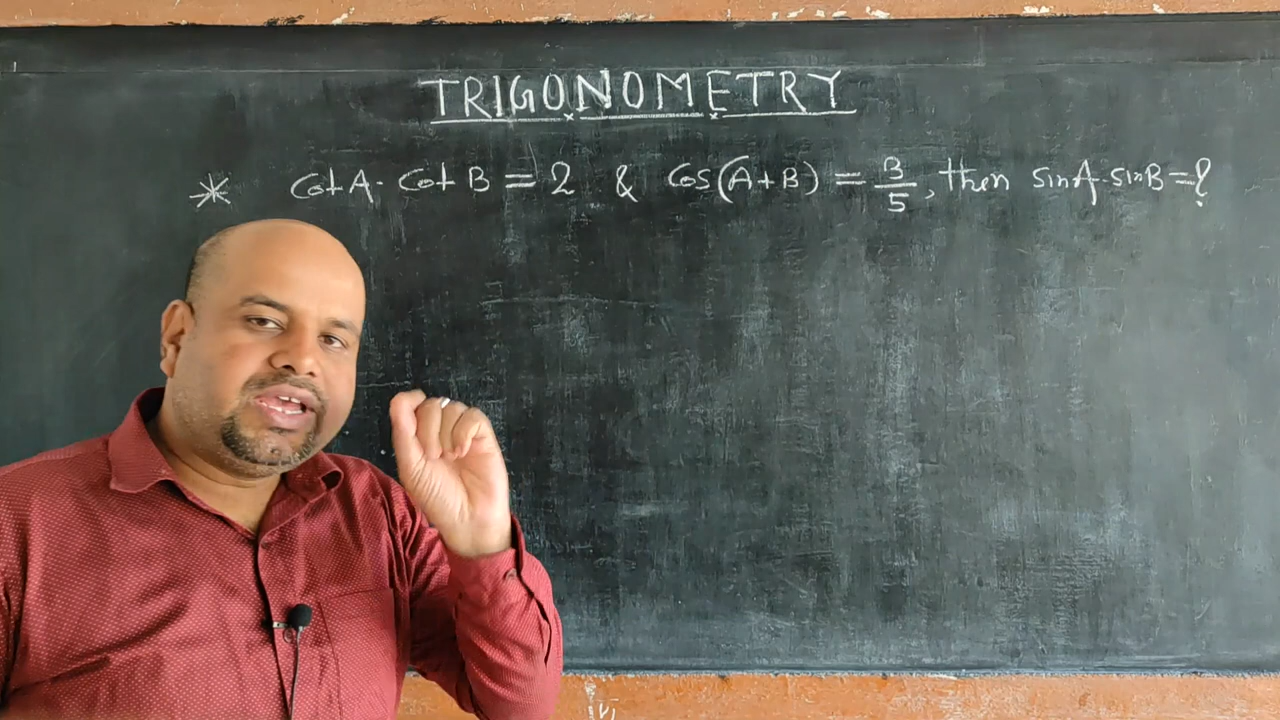 TRIGONOMETRY
* Cot A · Cot B = 2 & Cos(A+B) = 3/5, then sinA·sinB=?